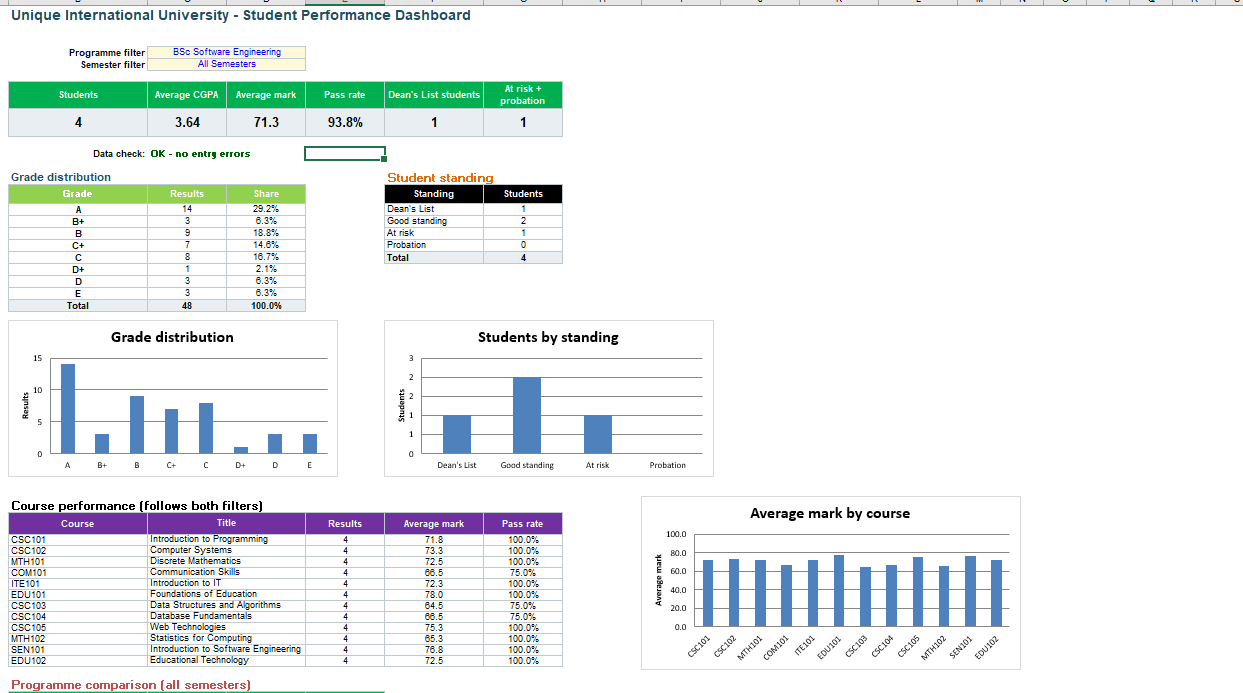 Unique International University - Student Performance Dashboard
Programme filter BSc Software Engineering
Semester filter All Semesters
Students Average CGPA Average mark Pass rate Dean's List students At risk + probation
4 3.64 71.3 93.8% 1 1
Data check: OK - no entry errors
Grade distribution
Grade Results Share
A 14 29.2%
B+ 3 6.3%
B 9 18.8%
C+ 7 14.6%
C 8 16.7%
D+ 1 2.1%
D 3 6.3%
E 3 6.3%
Total 48 100.0%
Student standing
Standing Students
Dean's List 1
Good standing 2
At risk 1
Probation 0
Total 4
Grade distribution
Results
15
10
5
0
A B+ B C+ C D+ D E
Students by standing
Students
3
2
2
1
1
0
Dean's List Good standing At risk Probation
Course performance (follows both filters)
Course Title Results Average mark Pass rate
CSC101 Introduction to Programming 4 71.8 100.0%
CSC102 Computer Systems 4 73.3 100.0%
MTH101 Discrete Mathematics 4 72.5 100.0%
COM101 Communication Skills 4 66.5 75.0%
ITE101 Introduction to IT 4 72.3 100.0%
EDU101 Foundations of Education 4 78.0 100.0%
CSC103 Data Structures and Algorithms 4 64.5 75.0%
CSC104 Database Fundamentals 4 66.5 75.0%
CSC105 Web Technologies 4 75.3 100.0%
MTH102 Statistics for Computing 4 65.3 100.0%
SEN101 Introduction to Software Engineering 4 76.8 100.0%
EDU102 Educational Technology 4 72.5 100.0%
Average mark by course
Average mark
100.0
80.0
60.0
40.0
20.0
0.0
CSC101 CSC102 MTH101 COM101 ITE101 EDU101 CSC103 CSC104 CSC105 MTH102 SEN101 EDU102
Programme comparison (all semesters)